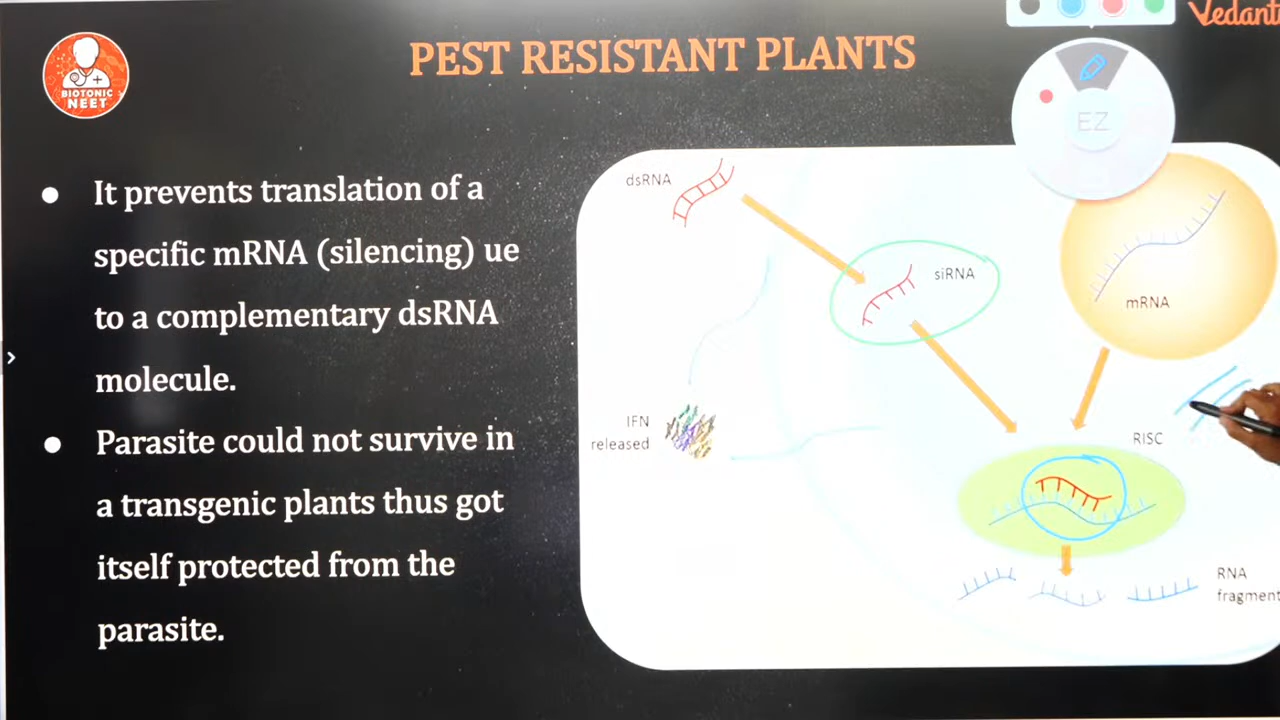 BIOTONIC
NEET
PEST RESISTANT PLANTS
EZ
● It prevents translation of a
specific mRNA (silencing) ue
to a complementary dsRNA
molecule.
● Parasite could not survive in
a transgenic plants thus got
itself protected from the
parasite.
dsRNA
siRNA
mRNA
IFN
released
RISC
RNA
fragment